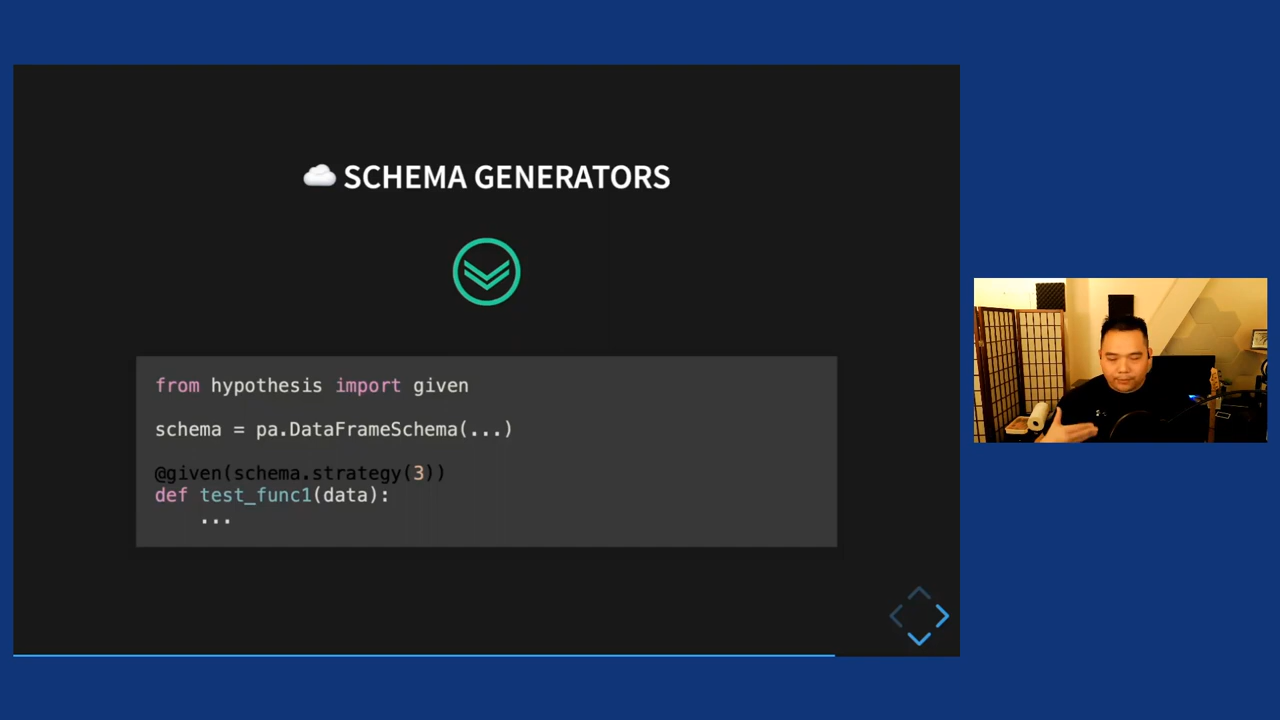 ☁️ SCHEMA GENERATORS
from hypothesis import given
schema = pa.DataFrameSchema(...)
@given(schema.strategy(3))
def test_func1(data):
...